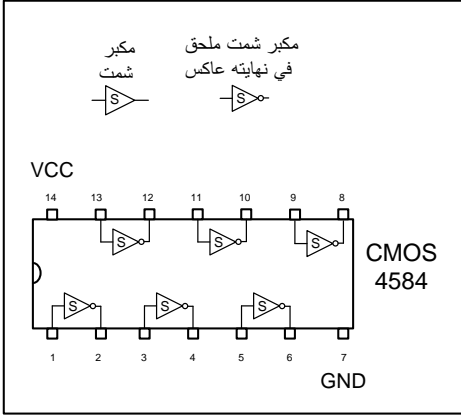 مكبر
شمت
مكبر شمت ملحق
في نهايته عاكس
S
S
VCC
14 13 12 11 10 9 8
S S S
CMOS
4584
S S S
1 2 3 4 5 6 7
GND